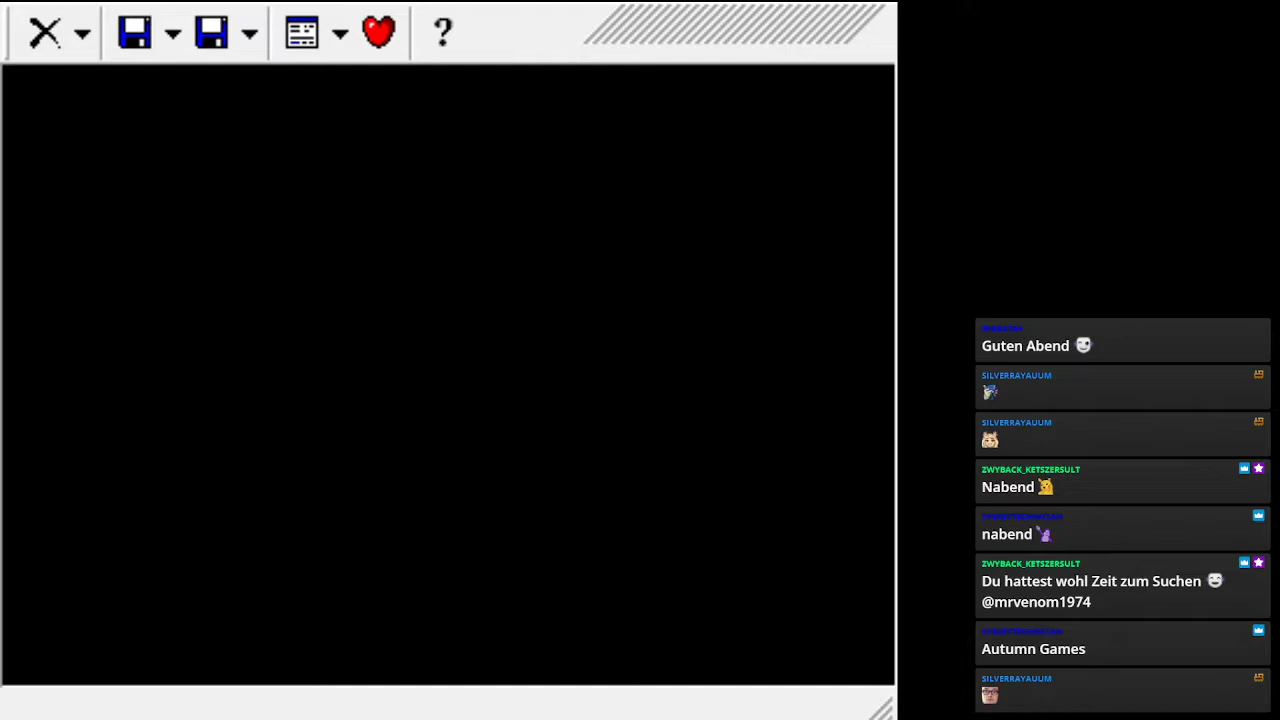 ?
Guten Abend
SILVERRAYAUUM
SILVERRAYAUUM
ZWYBACK_KETSZERSULT
Nabend
nabend
ZWYBACK_KETSZERSULT
Du hattest wohl Zeit zum Suchen
@mrvenom1974
Autumn Games
SILVERRAYAUUM